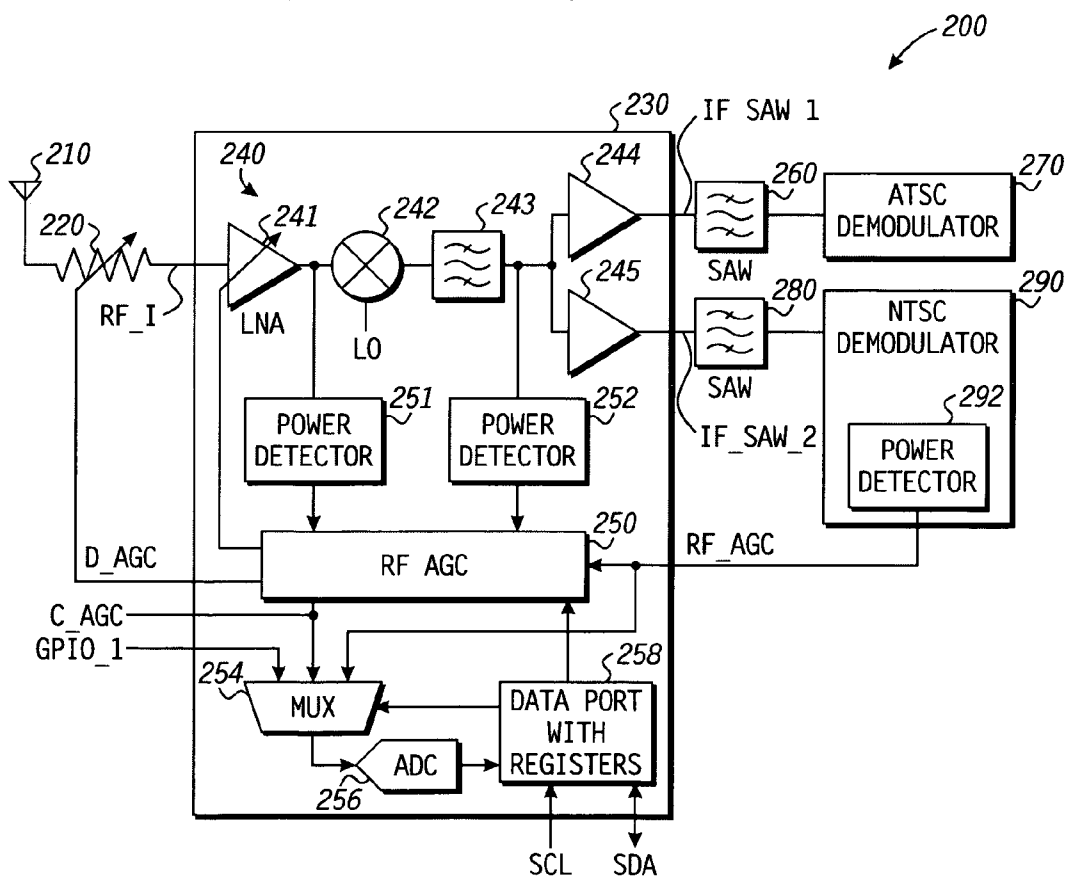 200
230
IF SAW 1
210
240
244
260
270
220
241
242
243
ATSC
DEMODULATOR
SAW
245
280
290
RF_I
LNA
LO
NTSC
DEMODULATOR
SAW
251
252
292
POWER
DETECTOR
POWER
DETECTOR
IF_SAW_2
POWER
DETECTOR
250
D_AGC
RF AGC
RF_AGC
C_AGC
GPIO_1
254
258
MUX
DATA PORT
WITH
REGISTERS
ADC
256
SCL
SDA